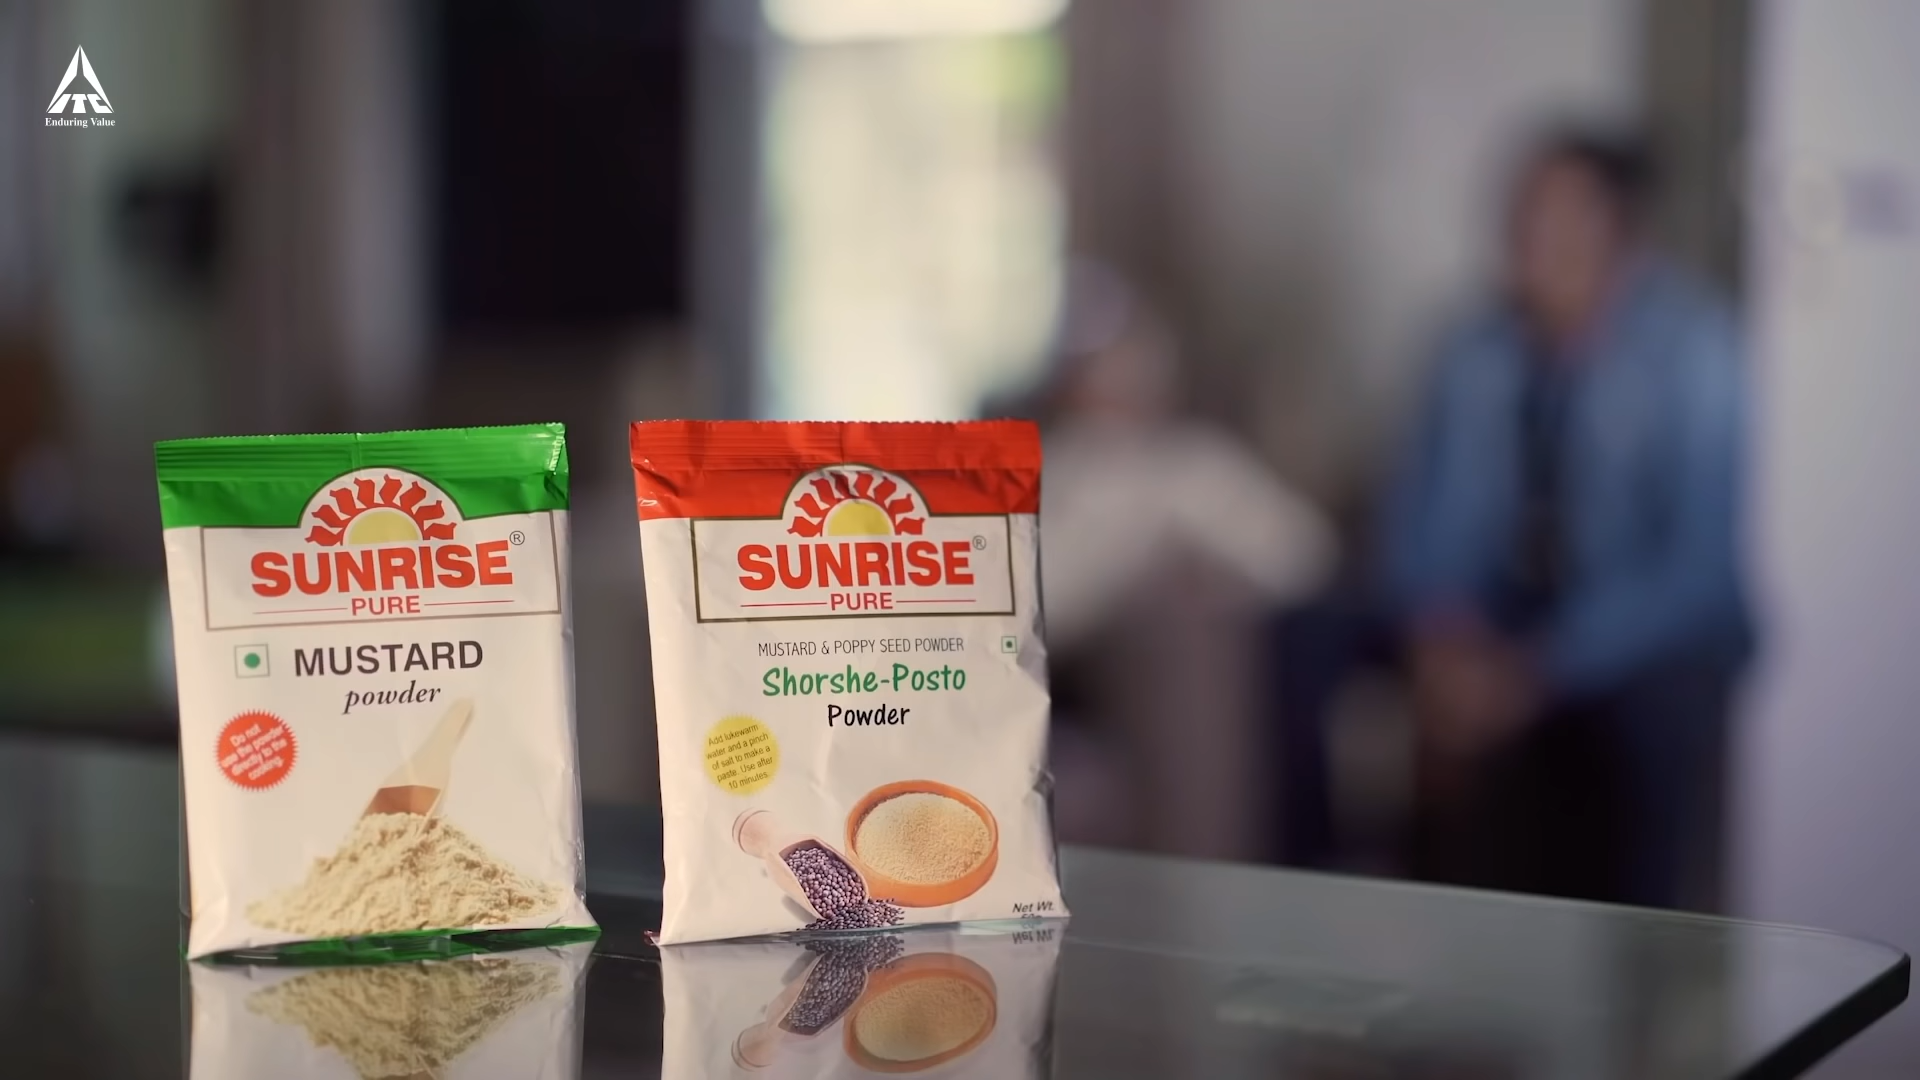 ITC
Enduring Value
SUNRISE®
PURE
MUSTARD
powder
Do not
use the powder
directly to the
cooking.
SUNRISE®
PURE
MUSTARD & POPPY SEED POWDER
Shorshe-Posto
Powder
Add lukewarm
water and a pinch
of salt to make a
paste. Use after
10 minutes.
Net Wt.